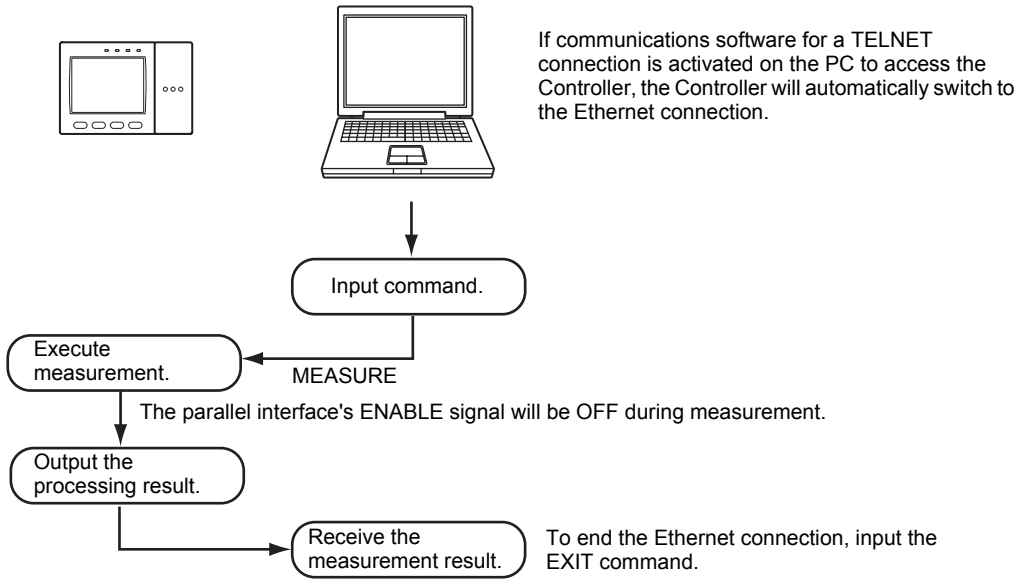 If communications software for a TELNET
connection is activated on the PC to access the
Controller, the Controller will automatically switch to
the Ethernet connection.
Input command.
Execute
measurement.
MEASURE
The parallel interface's ENABLE signal will be OFF during measurement.
Output the
processing result.
Receive the
measurement result.
To end the Ethernet connection, input the
EXIT command.